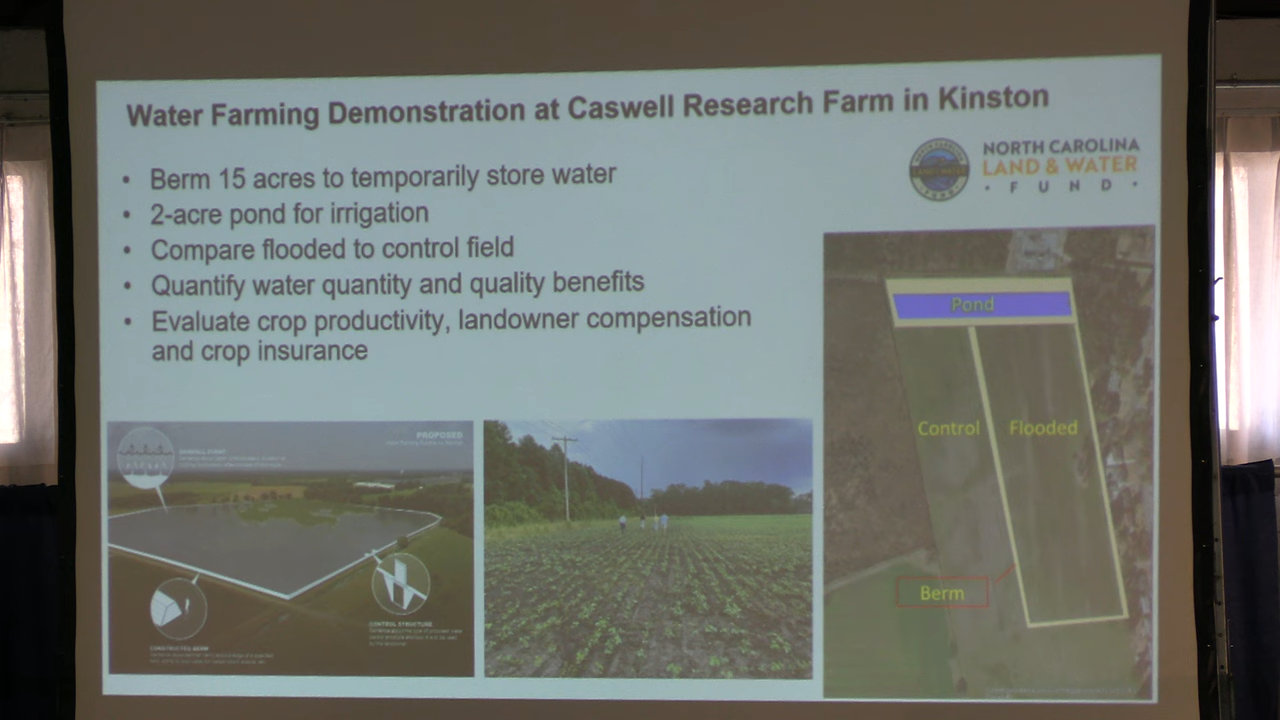 Water Farming Demonstration at Caswell Research Farm in Kinston
• Berm 15 acres to temporarily store water
• 2-acre pond for irrigation
• Compare flooded to control field
• Quantify water quantity and quality benefits
• Evaluate crop productivity, landowner compensation
and crop insurance
NORTH CAROLINA
LAND & WATER
• F U N D •
Pond
Control
Flooded
Berm
PROPOSED
CONTROL STRUCTURE
CONSTRUCTED BERM